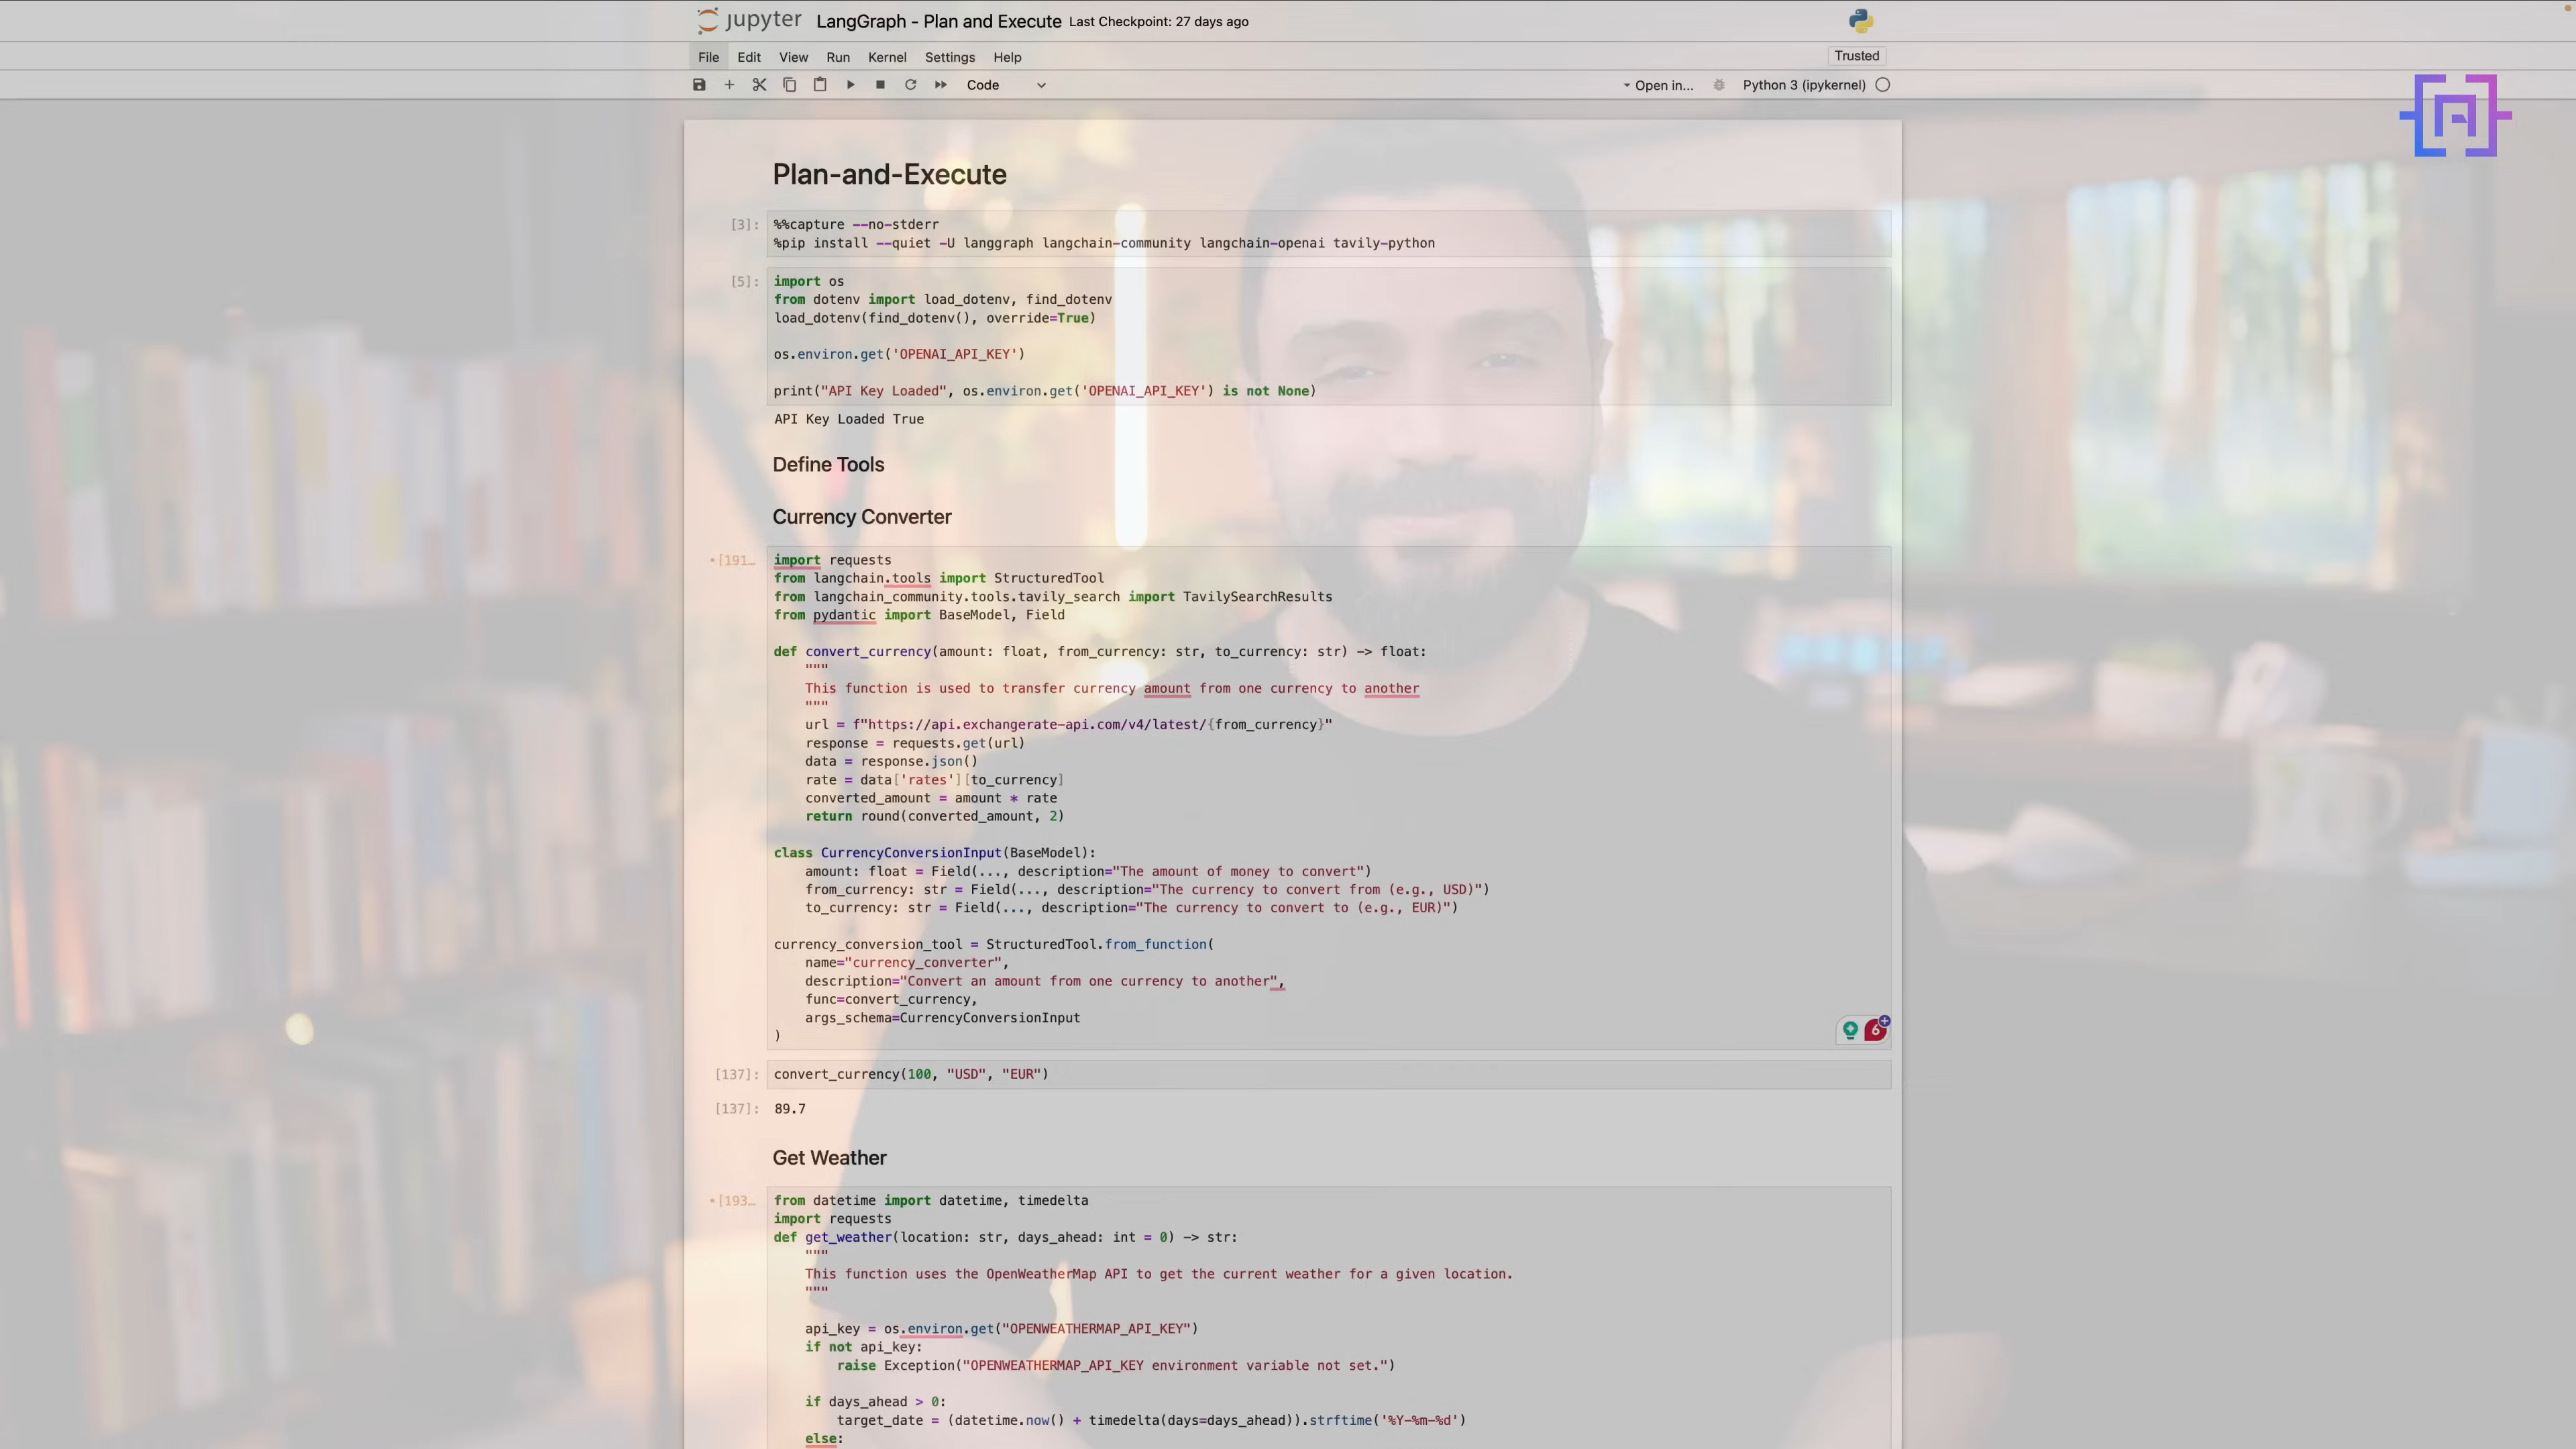 jupyter LangGraph - Plan and Execute Last Checkpoint: 27 days ago
File Edit View Run Kernel Settings Help
Trusted
Code
Open in...
Python 3 (ipykernel)
Plan-and-Execute
[3]:
%%capture --no-stderr
%pip install --quiet -U langgraph langchain-community langchain-openai tavily-python
[5]:
import os
from dotenv import load_dotenv, find_dotenv
load_dotenv(find_dotenv(), override=True)
os.environ.get('OPENAI_API_KEY')
print("API Key Loaded", os.environ.get('OPENAI_API_KEY') is not None)
API Key Loaded True
Define Tools
Currency Converter
•[191…
import requests
from langchain.tools import StructuredTool
from langchain_community.tools.tavily_search import TavilySearchResults
from pydantic import BaseModel, Field
def convert_currency(amount: float, from_currency: str, to_currency: str) -> float:
"""
This function is used to transfer currency amount from one currency to another
"""
url = f"https://api.exchangerate-api.com/v4/latest/{from_currency}"
response = requests.get(url)
data = response.json()
rate = data['rates'][to_currency]
converted_amount = amount * rate
return round(converted_amount, 2)
class CurrencyConversionInput(BaseModel):
amount: float = Field(..., description="The amount of money to convert")
from_currency: str = Field(..., description="The currency to convert from (e.g., USD)")
to_currency: str = Field(..., description="The currency to convert to (e.g., EUR)")
currency_conversion_tool = StructuredTool.from_function(
name="currency_converter",
description="Convert an amount from one currency to another",
func=convert_currency,
args_schema=CurrencyConversionInput
)
6
[137]:
convert_currency(100, "USD", "EUR")
[137]:
89.7
Get Weather
•[193…
from datetime import datetime, timedelta
import requests
def get_weather(location: str, days_ahead: int = 0) -> str:
"""
This function uses the OpenWeatherMap API to get the current weather for a given location.
"""
api_key = os.environ.get("OPENWEATHERMAP_API_KEY")
if not api_key:
raise Exception("OPENWEATHERMAP_API_KEY environment variable not set.")
if days_ahead > 0:
target_date = (datetime.now() + timedelta(days=days_ahead)).strftime('%Y-%m-%d')
else: